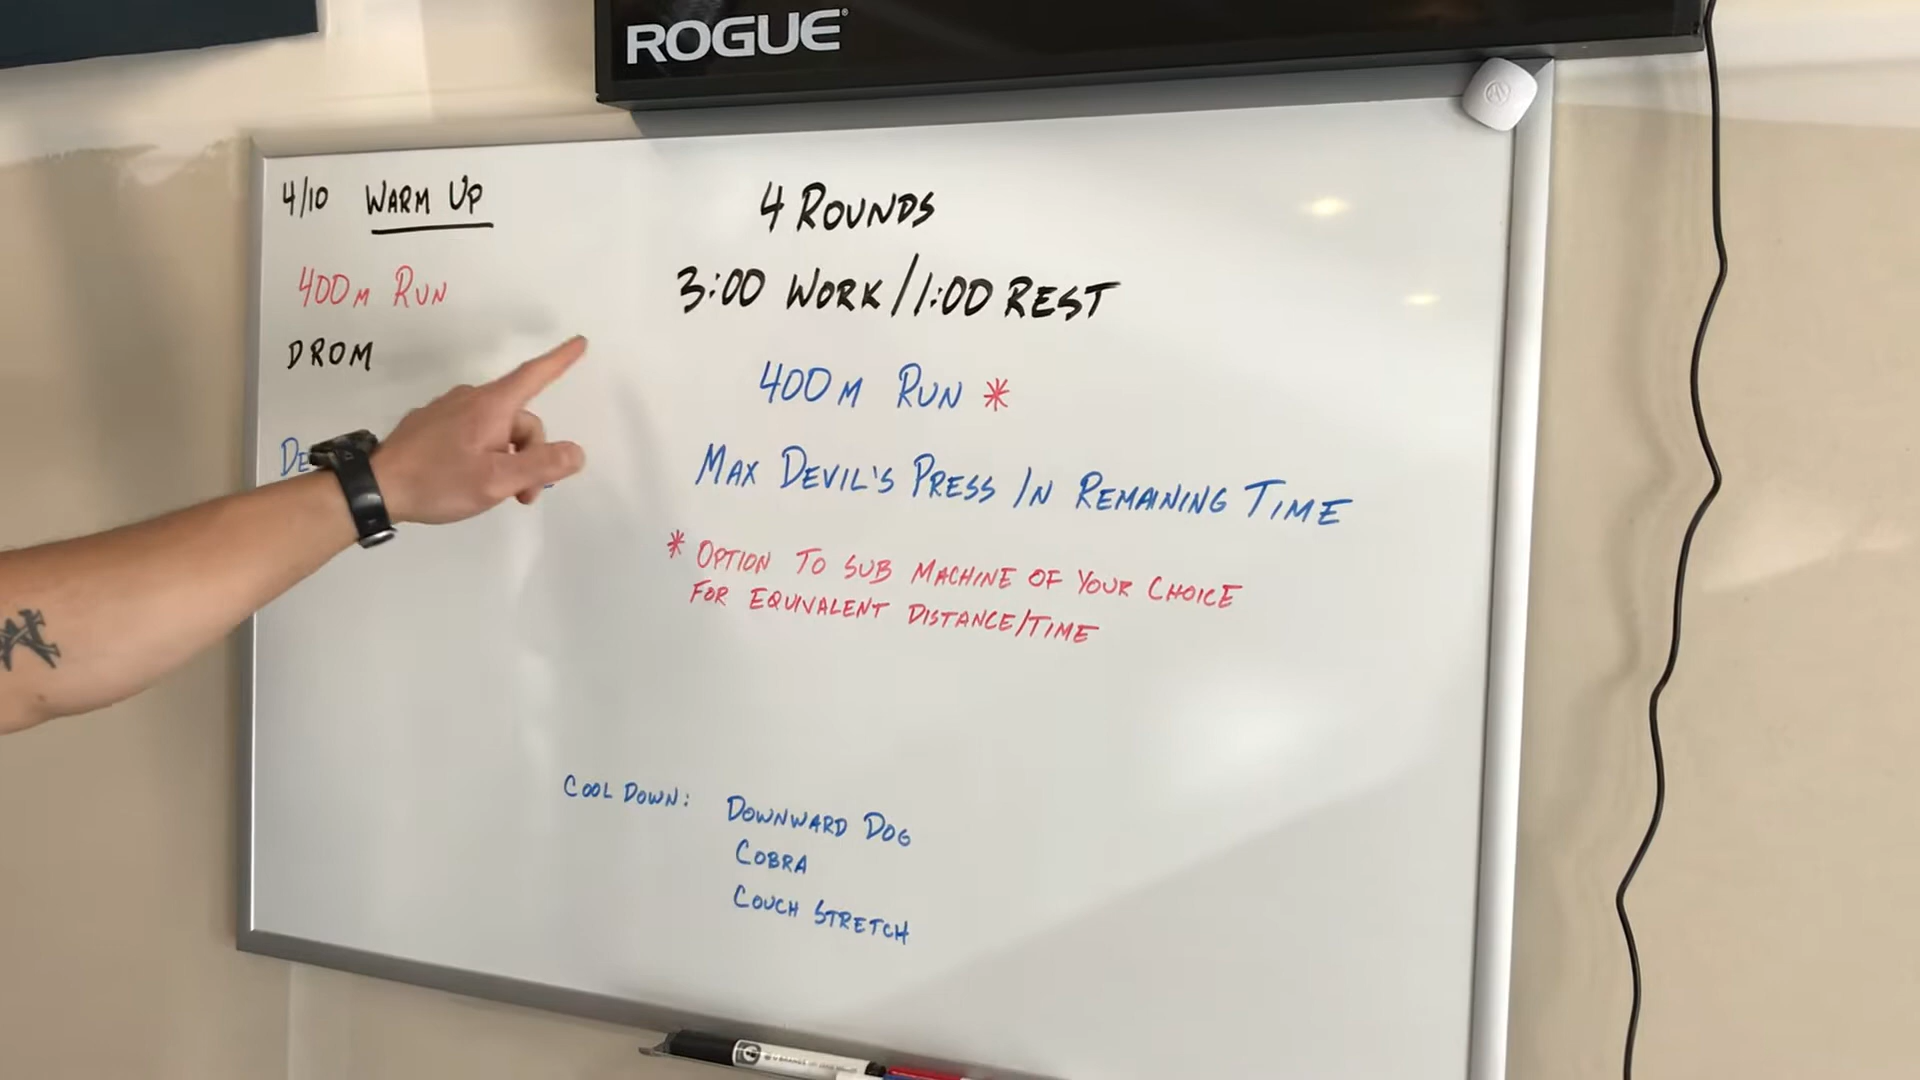 ROGUE
4/10 WARM UP
400M RUN
DROM
4 ROUNDS
3:00 WORK/1:00 REST
400M RUN *
MAX DEVIL'S PRESS IN REMAINING TIME
* OPTION TO SUB MACHINE OF YOUR CHOICE
FOR EQUIVALENT DISTANCE/TIME
COOL DOWN: DOWNWARD DOG
COBRA
COUCH STRETCH